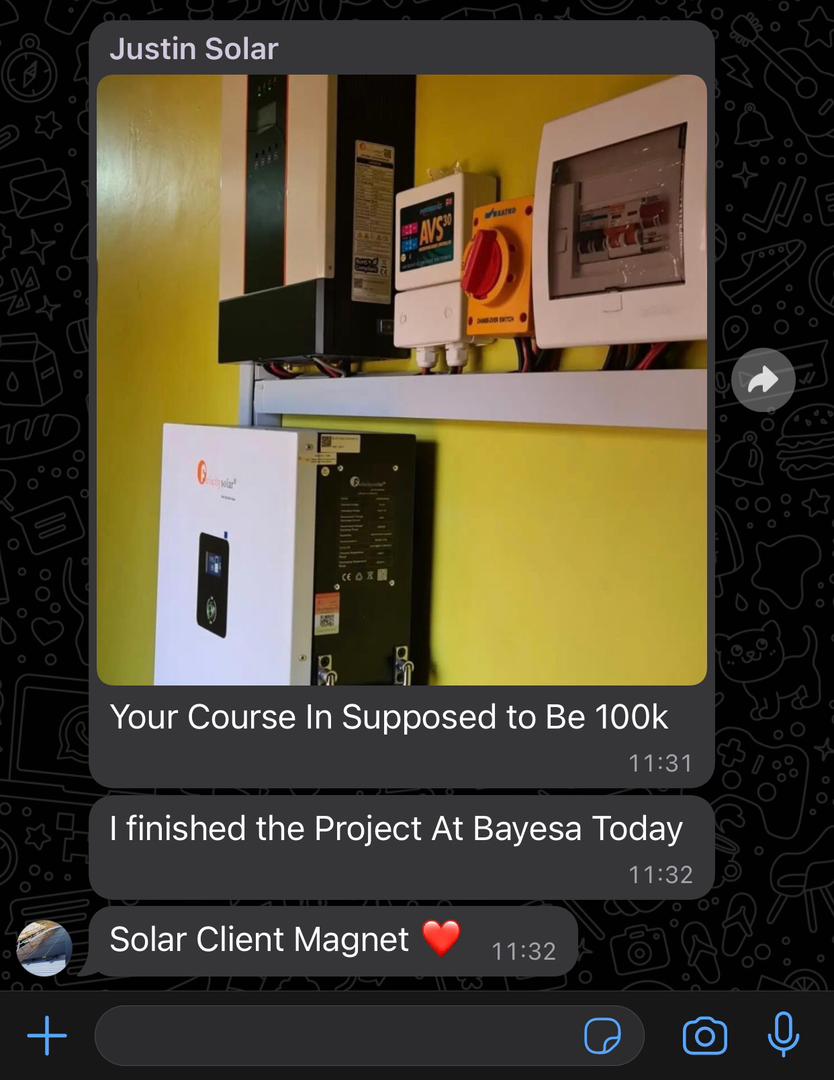 Justin Solar
AVS30
CHANGEOVER SWITCH
felicitysolar
Your Course In Supposed to Be 100k
11:31
I finished the Project At Bayesa Today
11:32
Solar Client Magnet ❤️
11:32